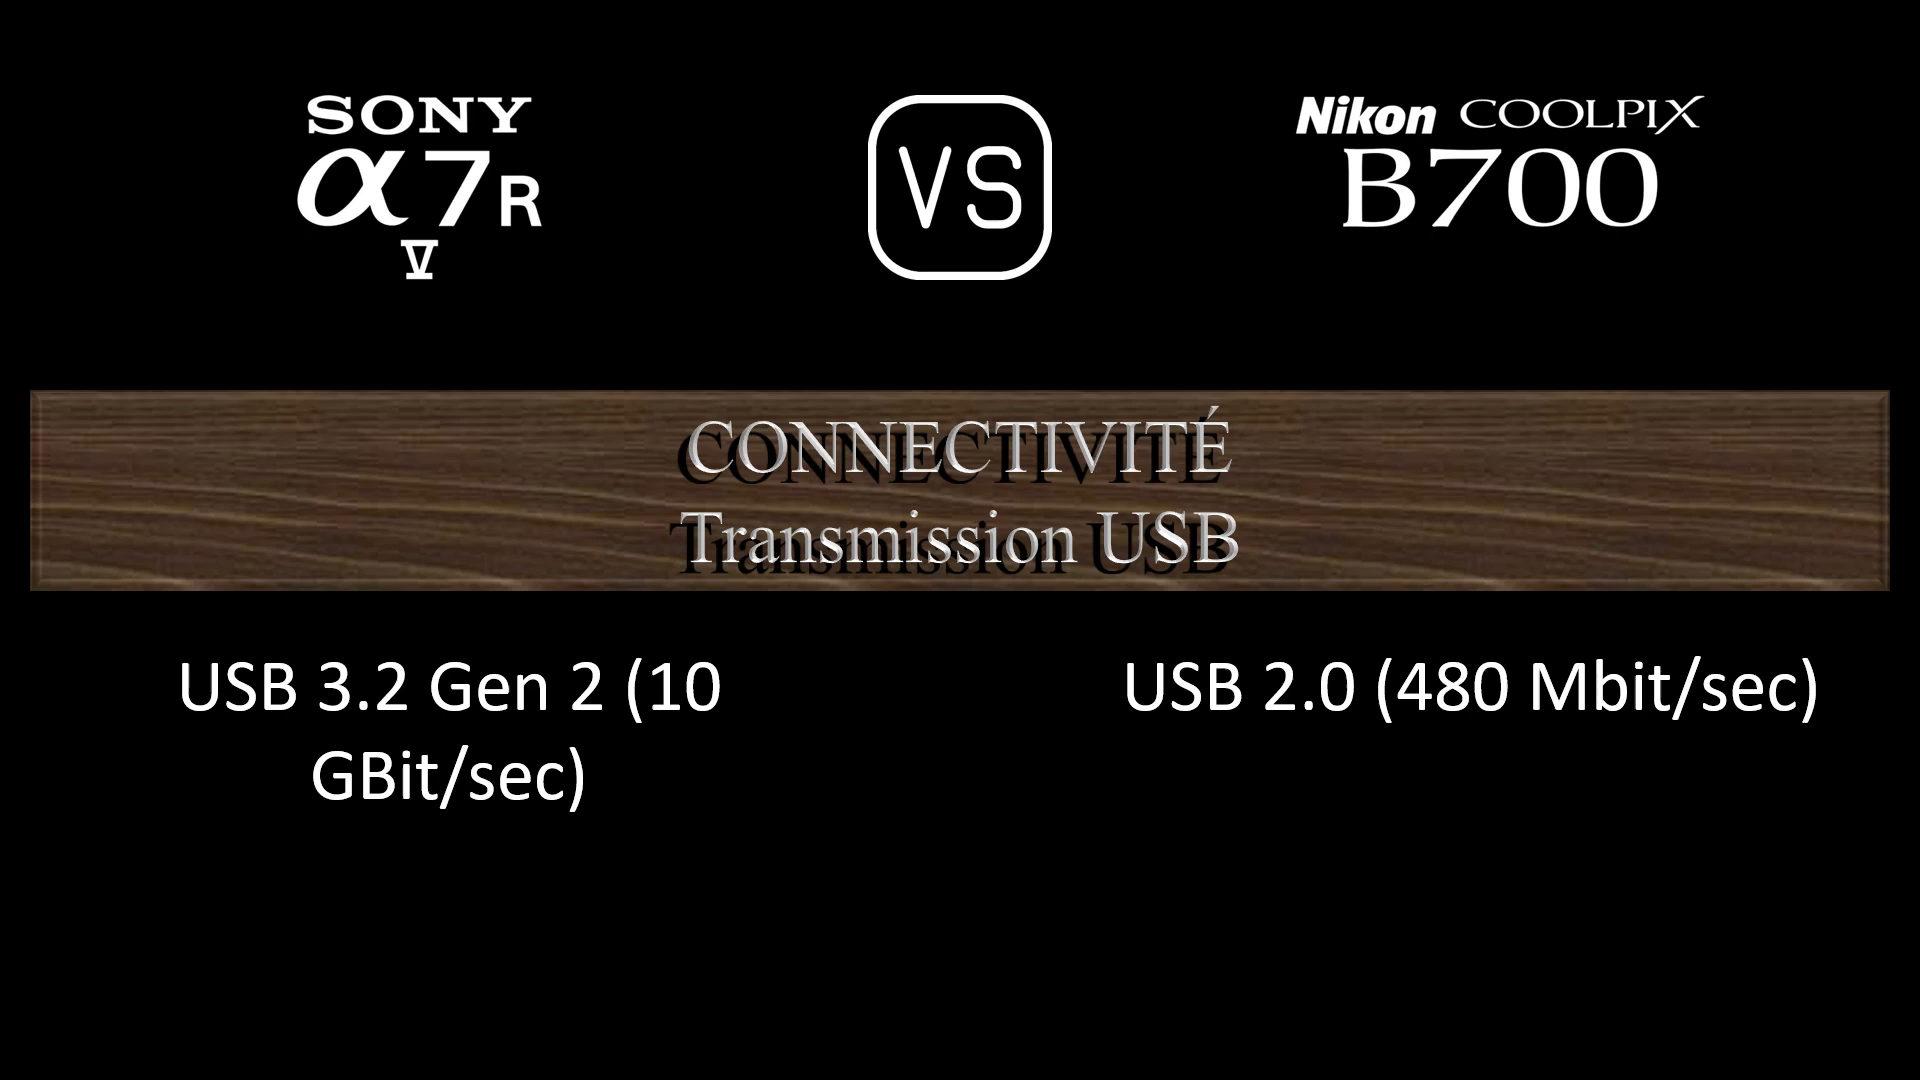 SONY
α7R
V
VS
Nikon COOLPIX
B700
CONNECTIVITÉ
Transmission USB
USB 3.2 Gen 2 (10
GBit/sec)
USB 2.0 (480 Mbit/sec)